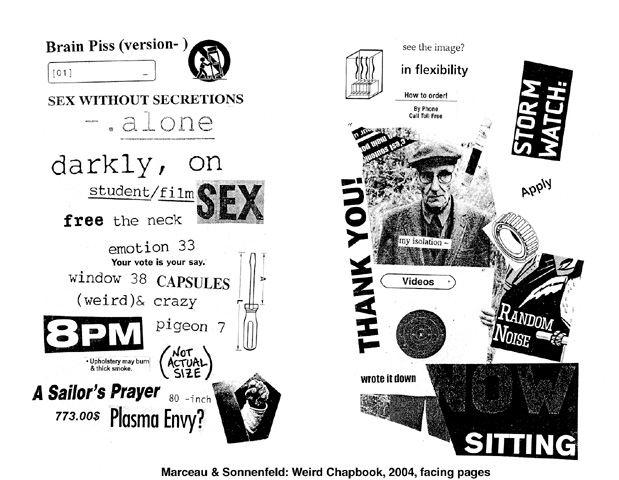 Brain Piss (version- )
[01] _
SEX WITHOUT SECRETIONS
– . alone
darkly, on
student/film
SEX
free the neck
emotion 33
Your vote is your say.
window 38 CAPSULES
(weird)& crazy
8PM
pigeon 7
• Upholstery may burn
& thick smoke.
(NOT
ACTUAL
SIZE)
A Sailor's Prayer
80 -inch
773.00$
Plasma Envy?
see the image?
in flexibility
How to order!
By Phone
Call Toll Free
STORM
WATCH:
Apply
THANK YOU!
my isolation –
Videos
RANDOM
NOISE
wrote it down
NOW
SITTING
Marceau & Sonnenfeld: Weird Chapbook, 2004, facing pages